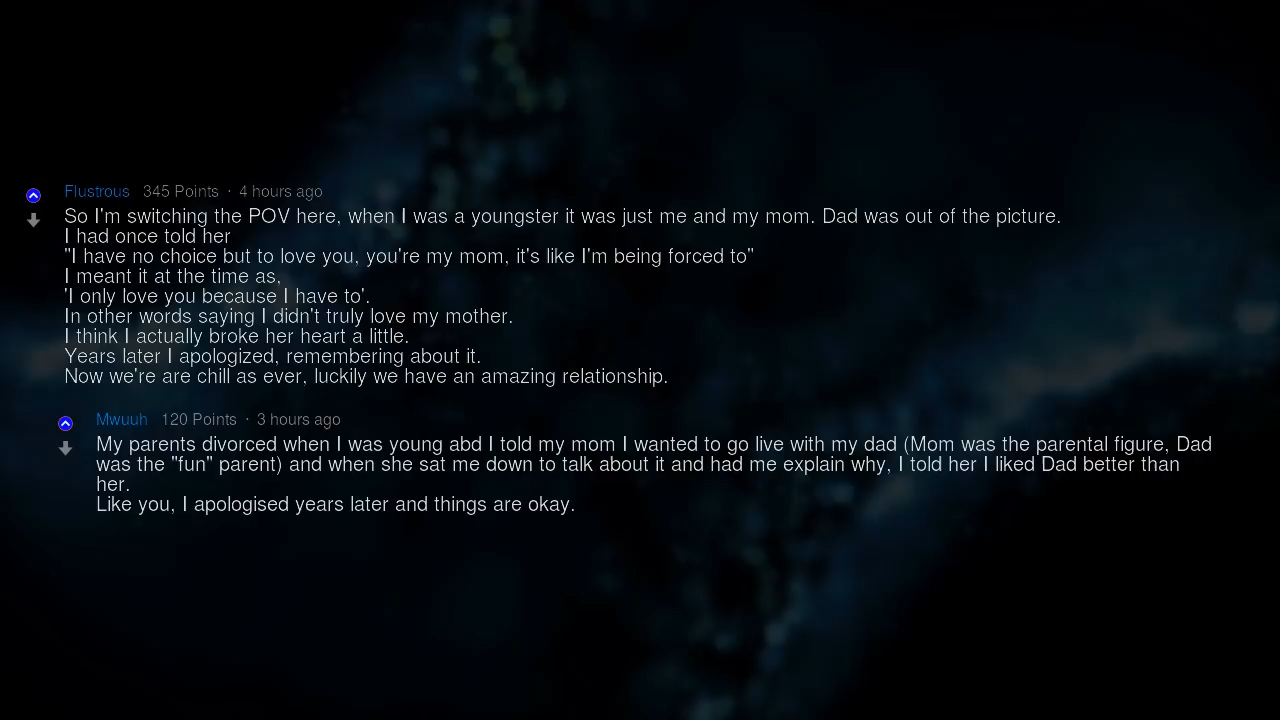 Flustrous 345 Points · 4 hours ago
So I'm switching the POV here, when I was a youngster it was just me and my mom. Dad was out of the picture.
I had once told her
"I have no choice but to love you, you're my mom, it's like I'm being forced to"
I meant it at the time as,
'I only love you because I have to'.
In other words saying I didn't truly love my mother.
I think I actually broke her heart a little.
Years later I apologized, remembering about it.
Now we're are chill as ever, luckily we have an amazing relationship.
Mwuuh 120 Points · 3 hours ago
My parents divorced when I was young abd I told my mom I wanted to go live with my dad (Mom was the parental figure, Dad
was the "fun" parent) and when she sat me down to talk about it and had me explain why, I told her I liked Dad better than
her.
Like you, I apologised years later and things are okay.